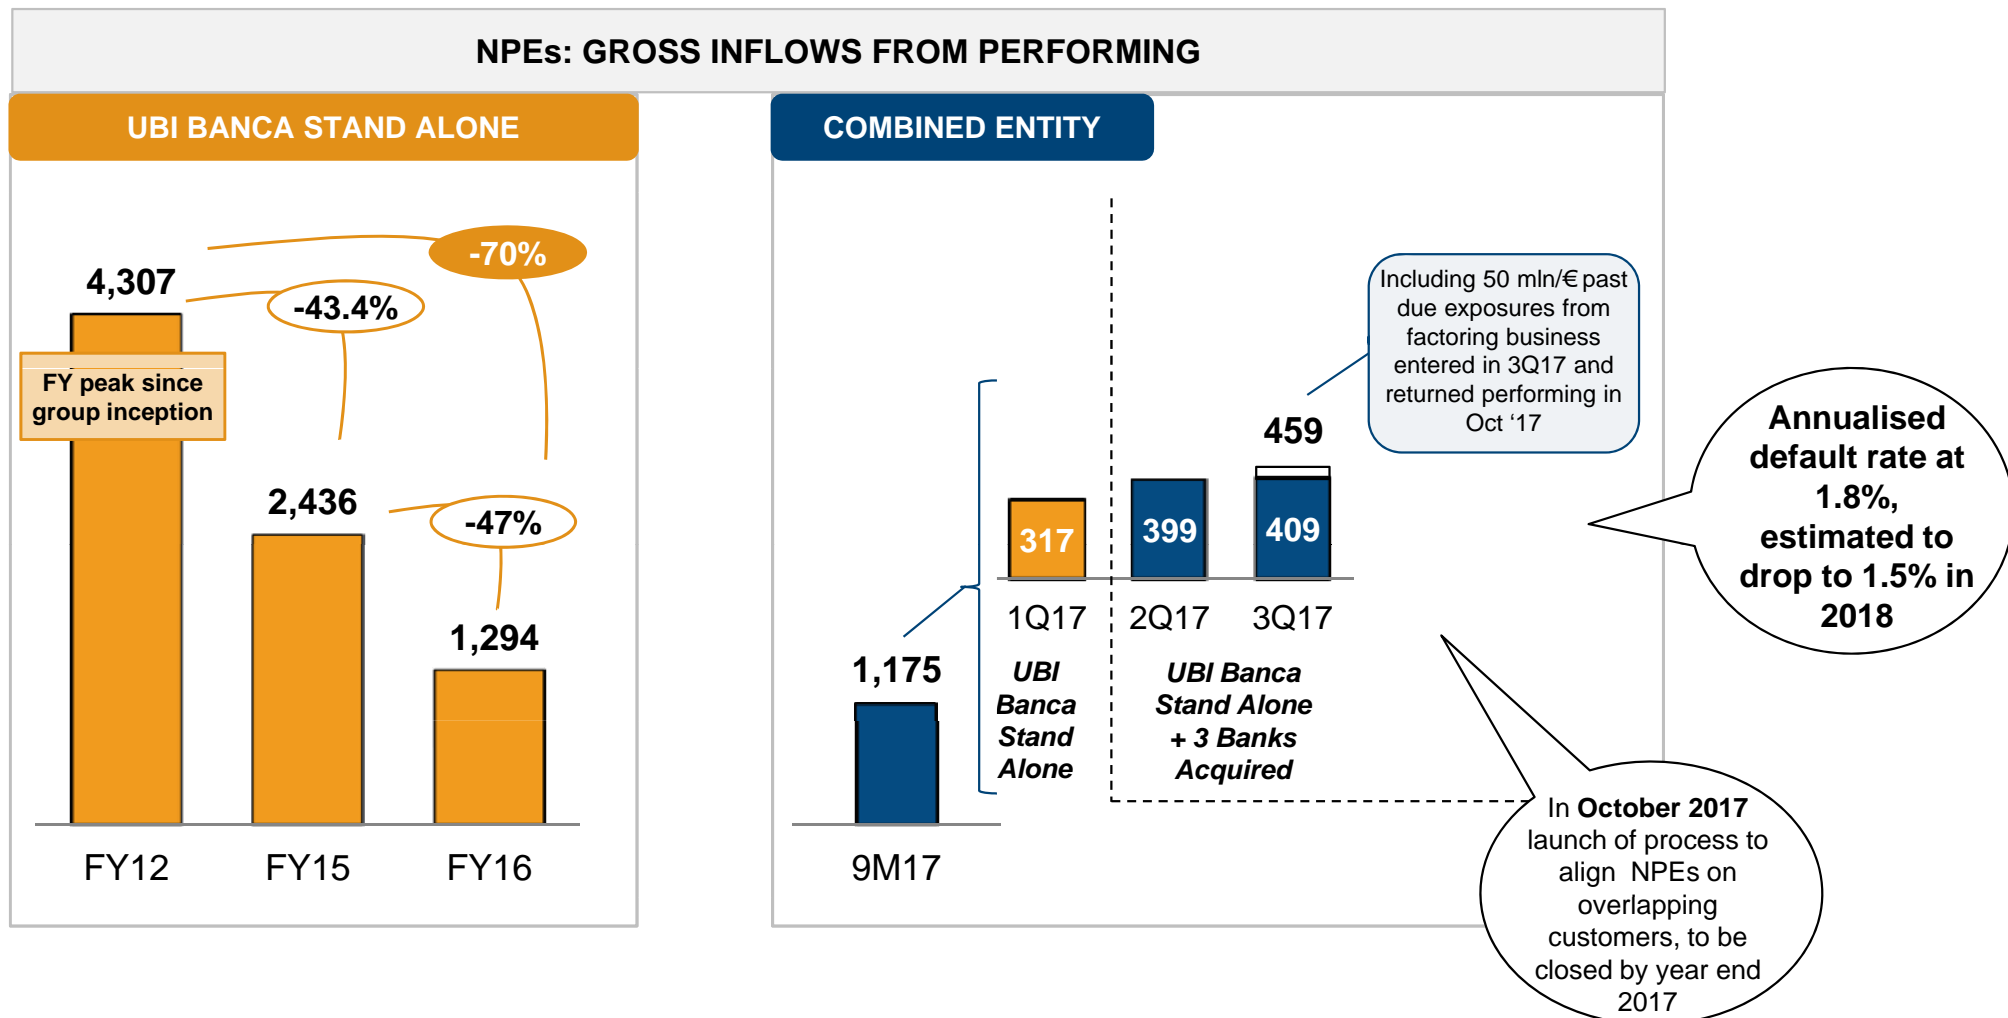 NPEs: GROSS INFLOWS FROM PERFORMING
UBI BANCA STAND ALONE
4,307
-70%
-43.4%
FY peak since
group inception
2,436
-47%
1,294
FY12
FY15
FY16
COMBINED ENTITY
Including 50 mln/€ past
due exposures from
factoring business
entered in 3Q17 and
returned performing in
Oct ‘17
459
317
399
409
1Q17
2Q17
3Q17
1,175
UBI
Banca
Stand
Alone
UBI Banca
Stand Alone
+ 3 Banks
Acquired
9M17
Annualised
default rate at
1.8%,
estimated to
drop to 1.5% in
2018
In October 2017
launch of process to
align NPEs on
overlapping
customers, to be
closed by year end
2017